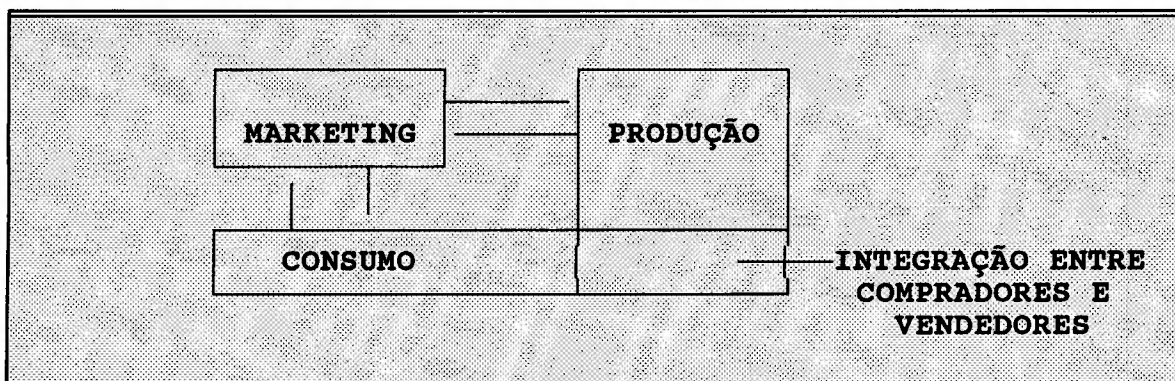 MARKETING
PRODUÇÃO
CONSUMO
INTEGRAÇÃO ENTRE
COMPRADORES E
VENDEDORES